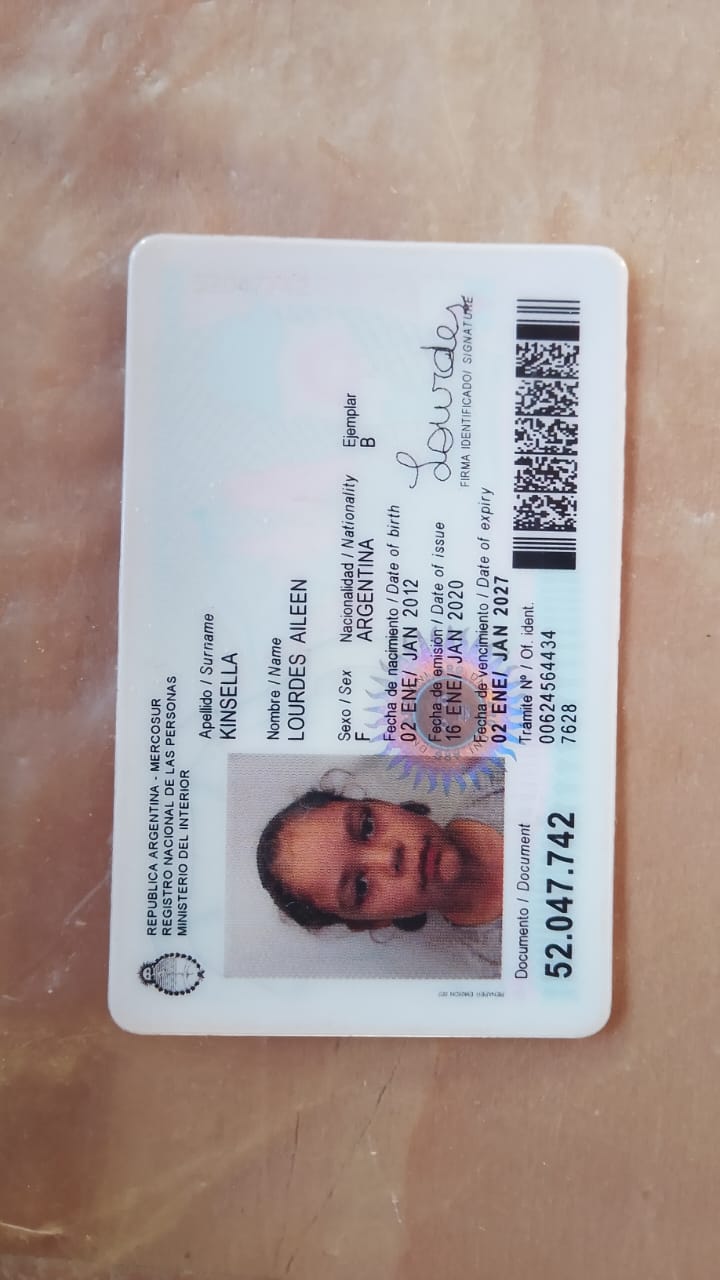 REPUBLICA ARGENTINA - MERCOSUR
REGISTRO NACIONAL DE LAS PERSONAS
MINISTERIO DEL INTERIOR
Apellido / Surname
KINSELLA
Nombre / Name
LOURDES AILEEN
Sexo / Sex Nacionalidad / Nationality Ejemplar
F ARGENTINA B
Fecha de nacimiento / Date of birth
02 ENE/ JAN 2012
Fecha de emisión / Date of issue
16 ENE/ JAN 2020
Fecha de vencimiento / Date of expiry
02 ENE/ JAN 2027
Lourdes
FIRMA IDENTIFICADO/ SIGNATURE
Documento / Document
52.047.742
Trámite Nº / Of. ident.
00624564434
7628